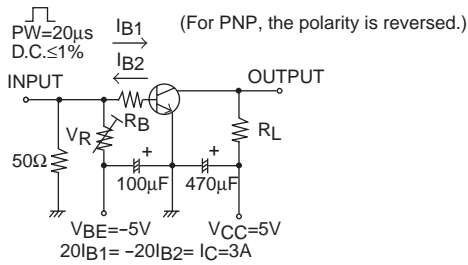 (For PNP, the polarity is reversed.)
PW=20μs
D.C.≤1%
IB1
IB2
INPUT
OUTPUT
RB
VR
RL
50Ω
+
+
100μF
470μF
VBE=−5V
VCC=5V
20IB1= −20IB2= IC=3A